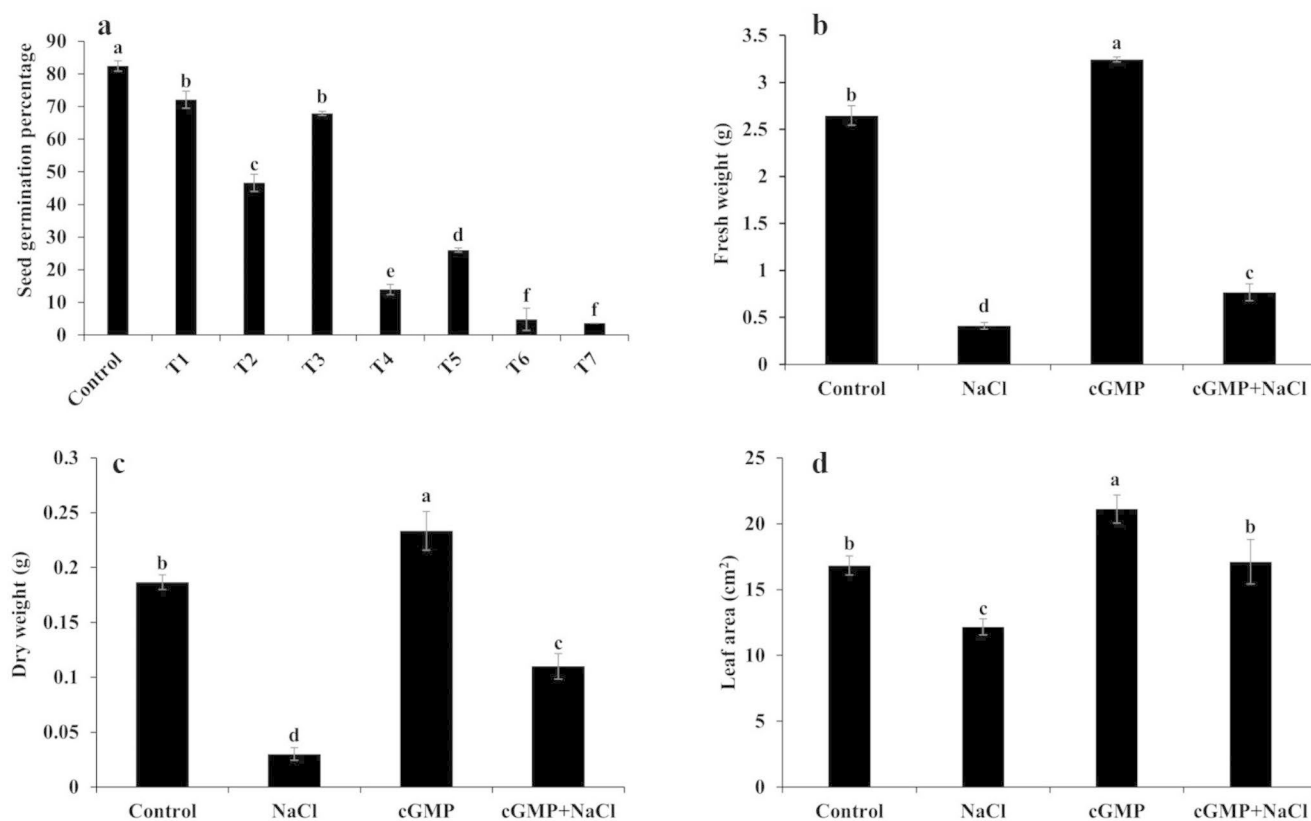 a
Seed germination percentage
90
80
70
60
50
40
30
20
10
0
a
b
c
b
e
d
f
f
Control
T1
T2
T3
T4
T5
T6
T7
b
Fresh weight (g)
3.5
3
2.5
2
1.5
1
0.5
0
b
d
a
c
Control
NaCl
cGMP
cGMP+NaCl
c
Dry weight (g)
0.3
0.25
0.2
0.15
0.1
0.05
0
b
d
a
c
Control
NaCl
cGMP
cGMP+NaCl
d
Leaf area (cm²)
25
20
15
10
5
0
b
c
a
b
Control
NaCl
cGMP
cGMP+NaCl